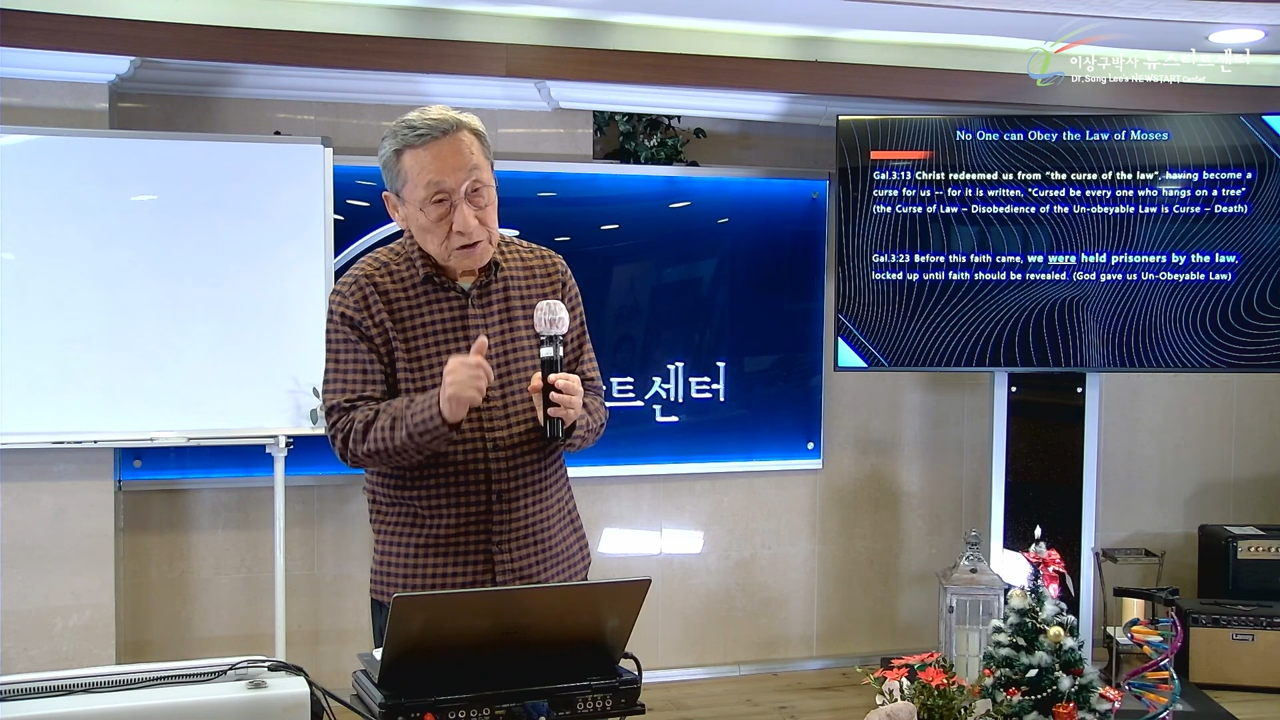 이상구박사 뉴스타트센터
Dr. Sang Lee's NEWSTART Center
No One can Obey the Law of Moses
Gal.3:13 Christ redeemed us from “the curse of the law”, having become a
curse for us -- for it is written, “Cursed be every one who hangs on a tree”
(the Curse of Law – Disobedience of the Un-obeyable Law is Curse – Death)
Gal.3:23 Before this faith came, we were held prisoners by the law,
locked up until faith should be revealed. (God gave us Un-Obeyable Law)
트센터
Laney